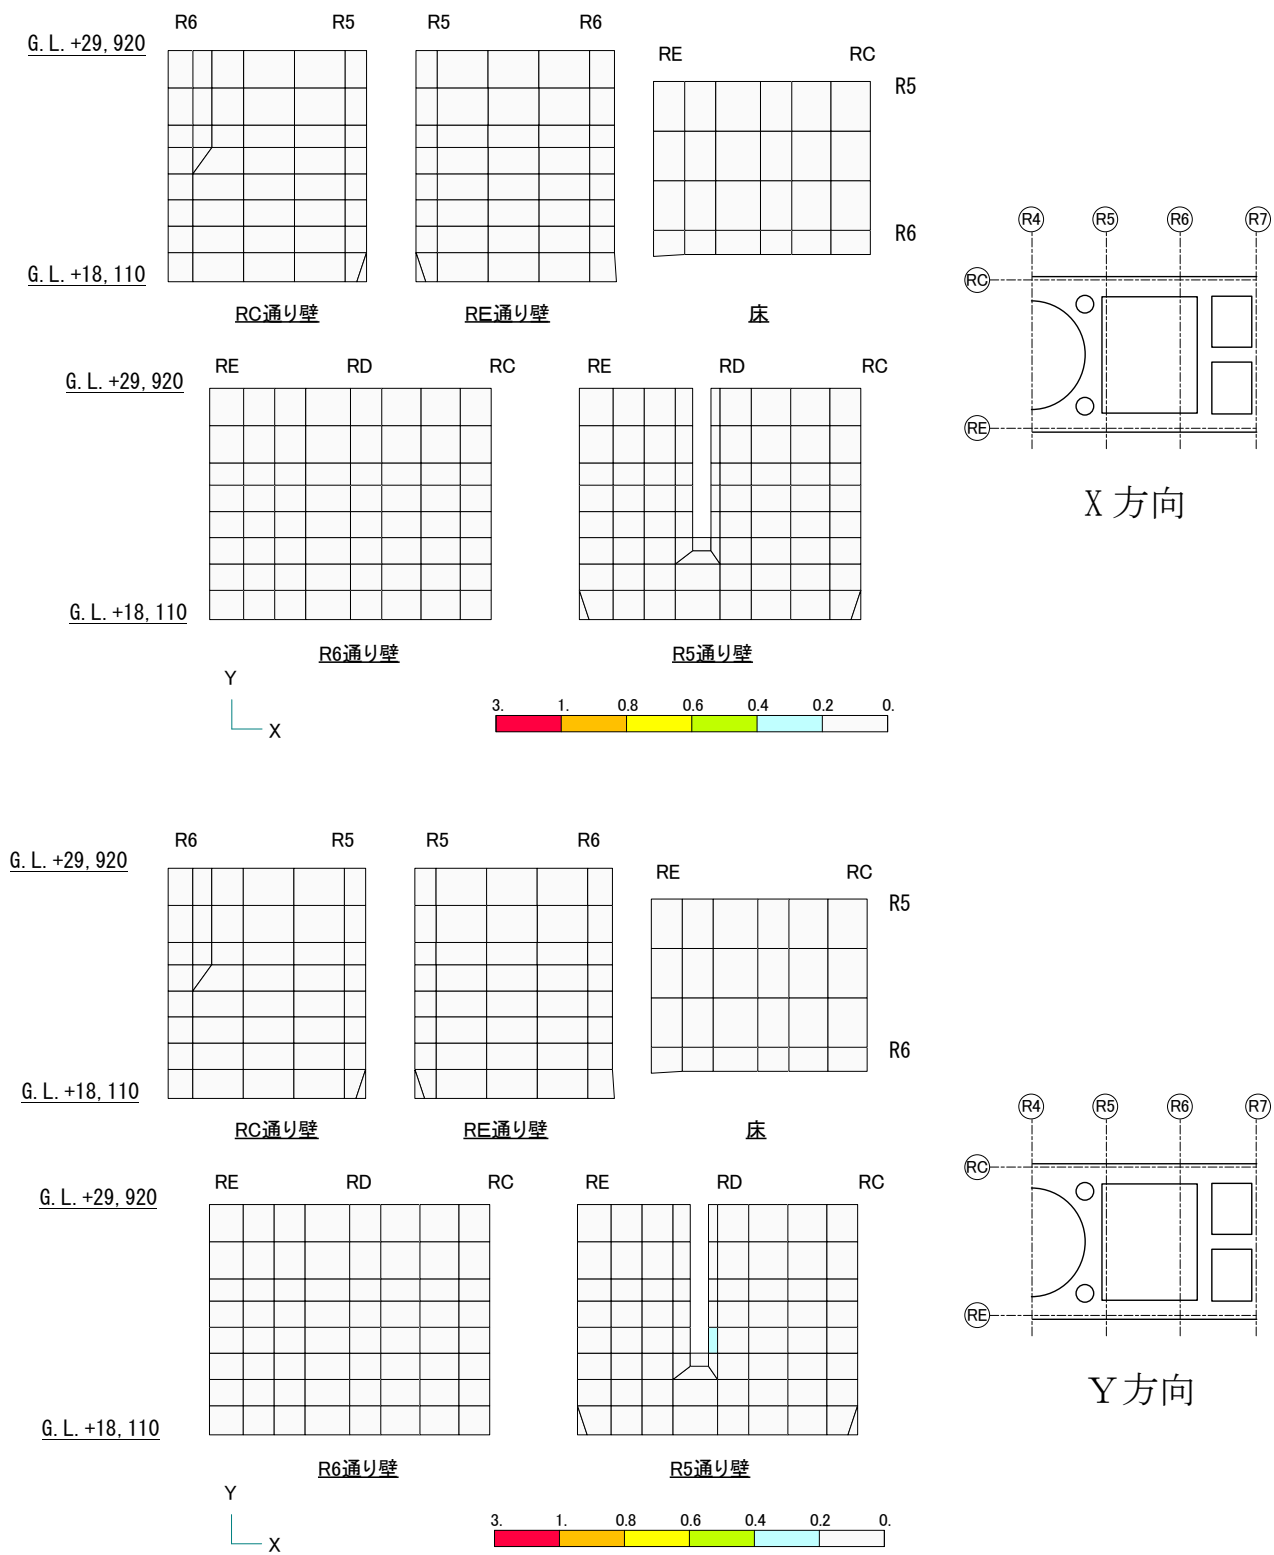 R6 R5 R5 R6
G.L.+29,920
RE RC
R5
R6
G.L.+18,110
RC通り壁 RE通り壁 床
R4 R5 R6 R7
RC
RE
X 方向
RE RD RC RE RD RC
G.L.+29,920
G.L.+18,110
R6通り壁 R5通り壁
Y
X
3. 1. 0.8 0.6 0.4 0.2 0.
R6 R5 R5 R6
G.L.+29,920
RE RC
R5
R6
G.L.+18,110
RC通り壁 RE通り壁 床
R4 R5 R6 R7
RC
RE
Y 方向
RE RD RC RE RD RC
G.L.+29,920
G.L.+18,110
R6通り壁 R5通り壁
Y
X
3. 1. 0.8 0.6 0.4 0.2 0.